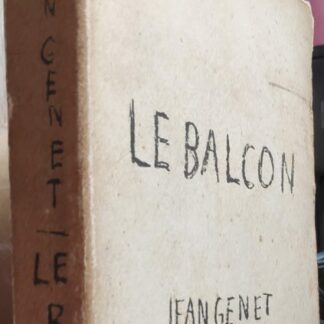 LE BALCON
JEAN GENET
N GENET _ LE B